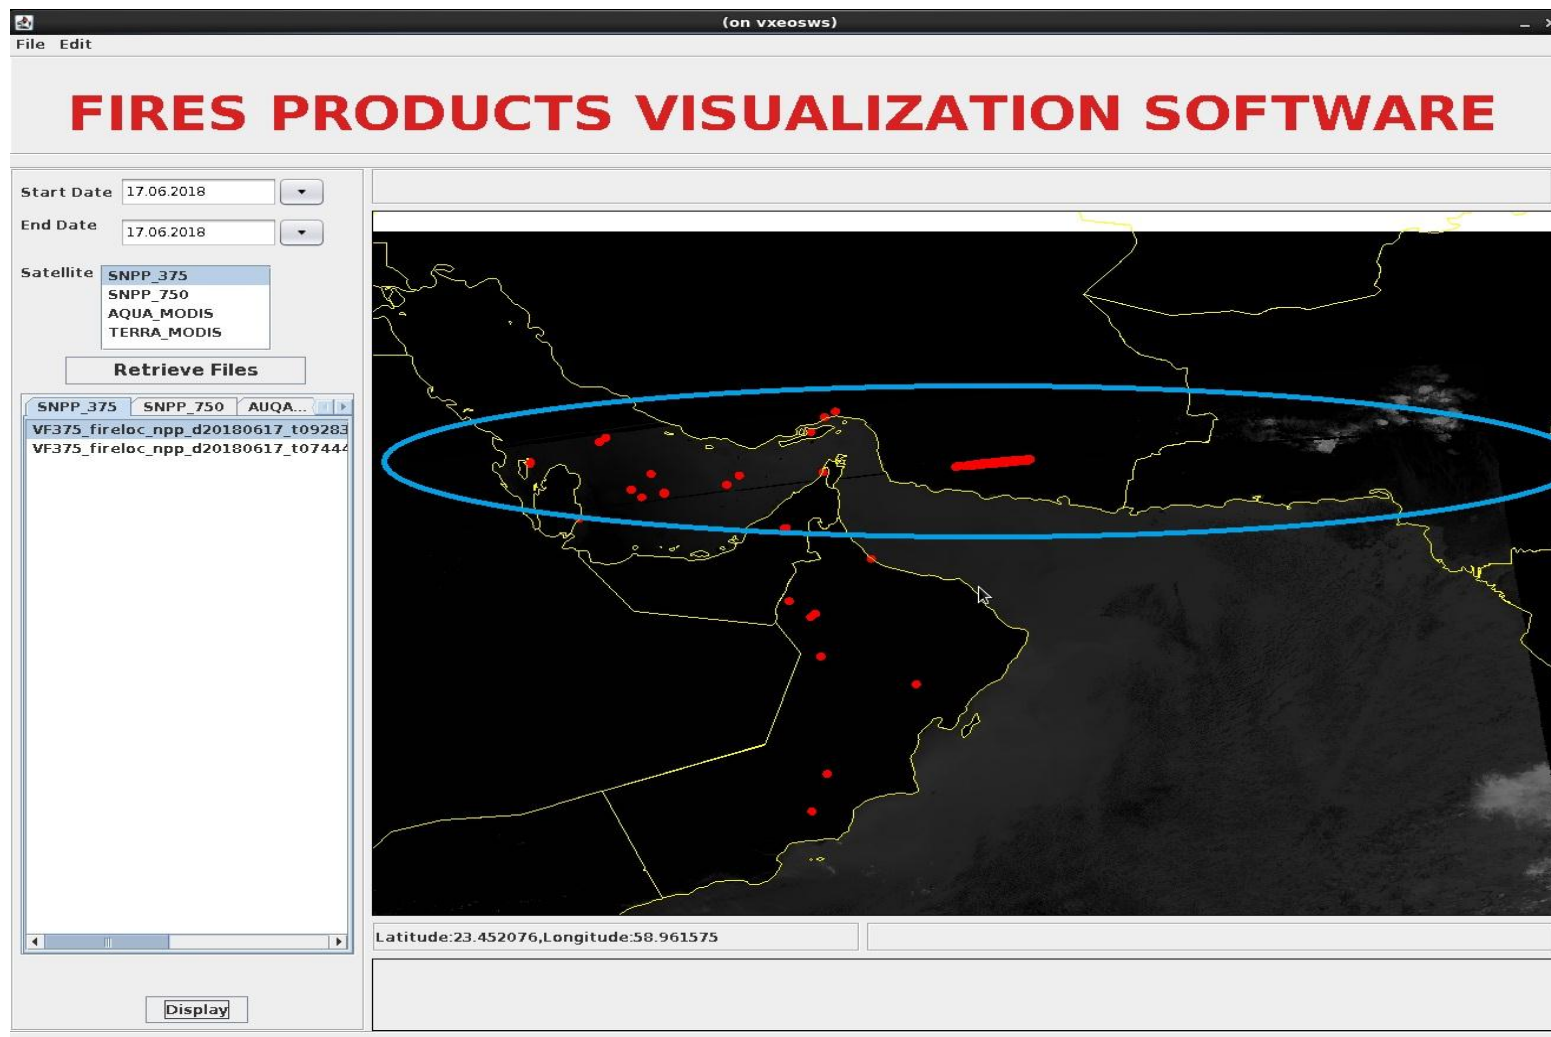 (on vxeosws)
File Edit
FIRES PRODUCTS VISUALIZATION SOFTWARE
Start Date 17.06.2018
End Date 17.06.2018
Satellite SNPP_375
SNPP_750
AQUA_MODIS
TERRA_MODIS
Retrieve Files
SNPP_375 SNPP_750 AUQA...
VF375_fireloc_npp_d20180617_t09283
VF375_fireloc_npp_d20180617_t07444
Latitude:23.452076,Longitude:58.961575
Display